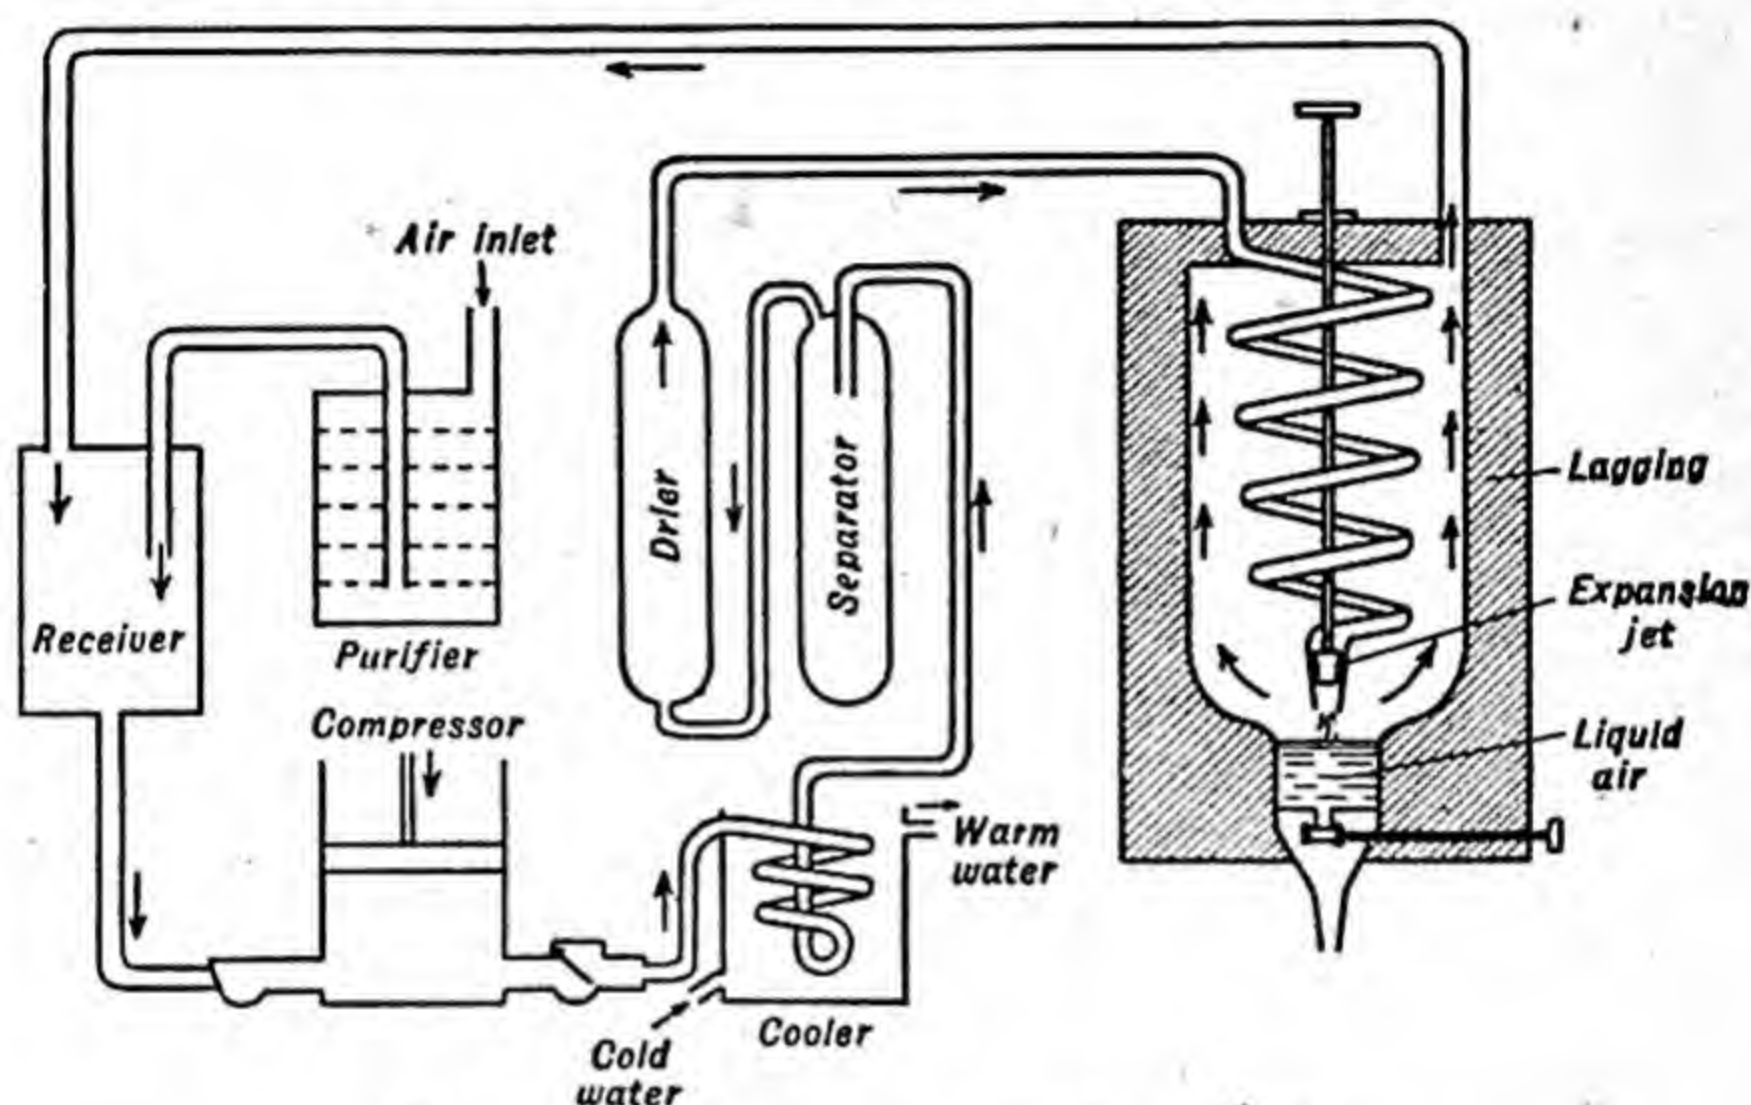 Air inlet
Receiver
Purifier
Compressor
Drier
Separator
Lagging
Expansion
jet
Liquid
air
Warm
water
Cooler
Cold
water